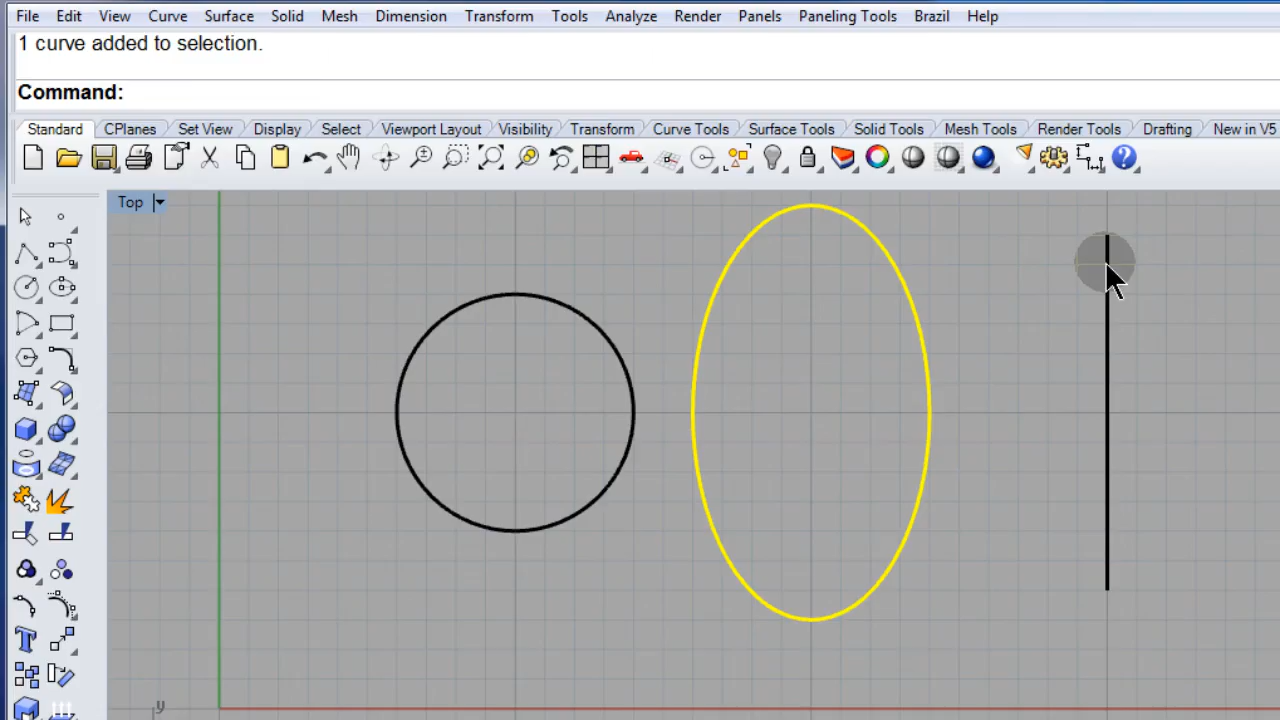 File Edit View Curve Surface Solid Mesh Dimension Transform Tools Analyze Render Panels Paneling Tools Brazil Help
1 curve added to selection.
Command:
Standard CPlanes Set View Display Select Viewport Layout Visibility Transform Curve Tools Surface Tools Solid Tools Mesh Tools Render Tools Drafting New in V5
Top
y